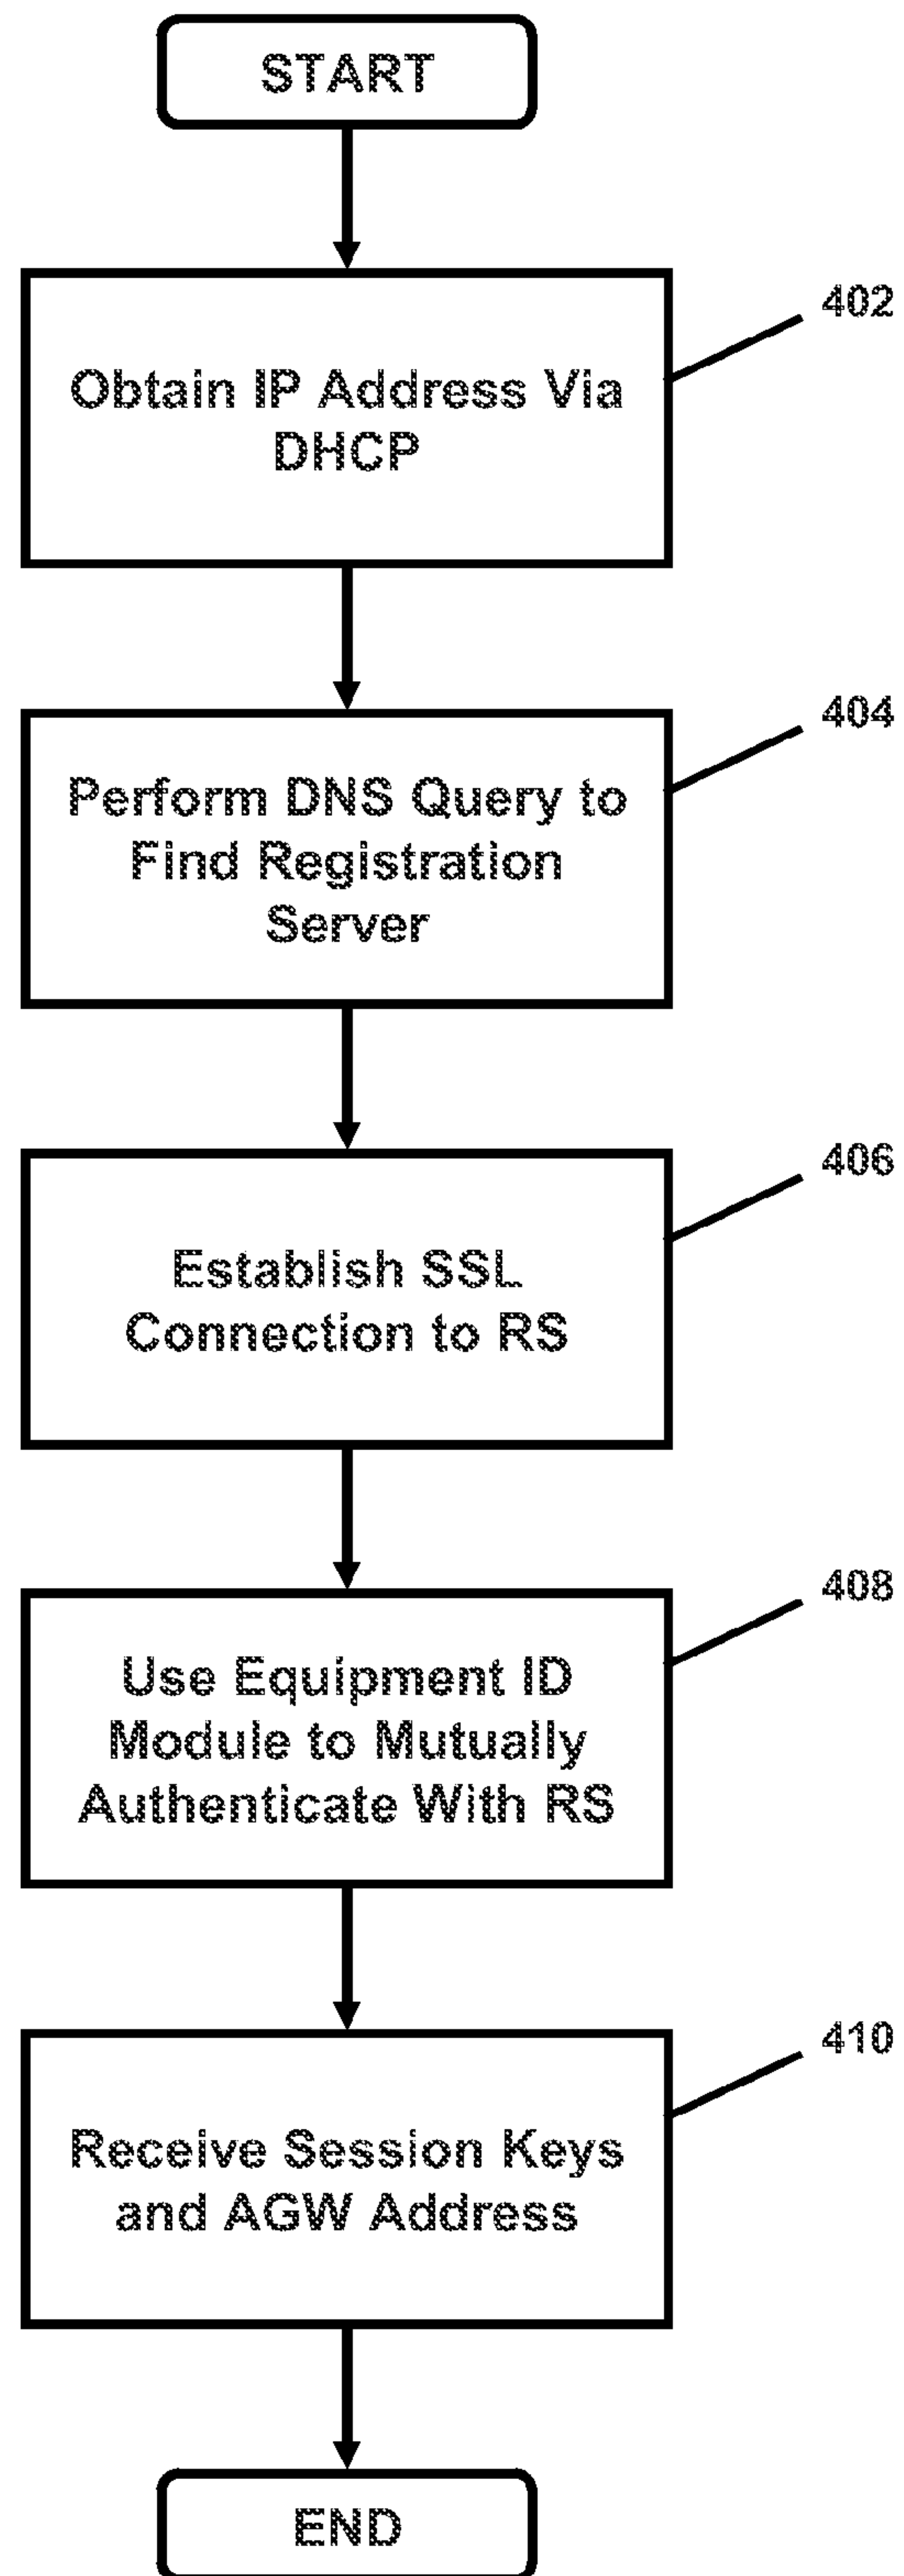 START
402
Obtain IP Address Via
DHCP
404
Perform DNS Query to
Find Registration
Server
406
Establish SSL
Connection to RS
408
Use Equipment ID
Module to Mutually
Authenticate With RS
410
Receive Session Keys
and AGW Address
END